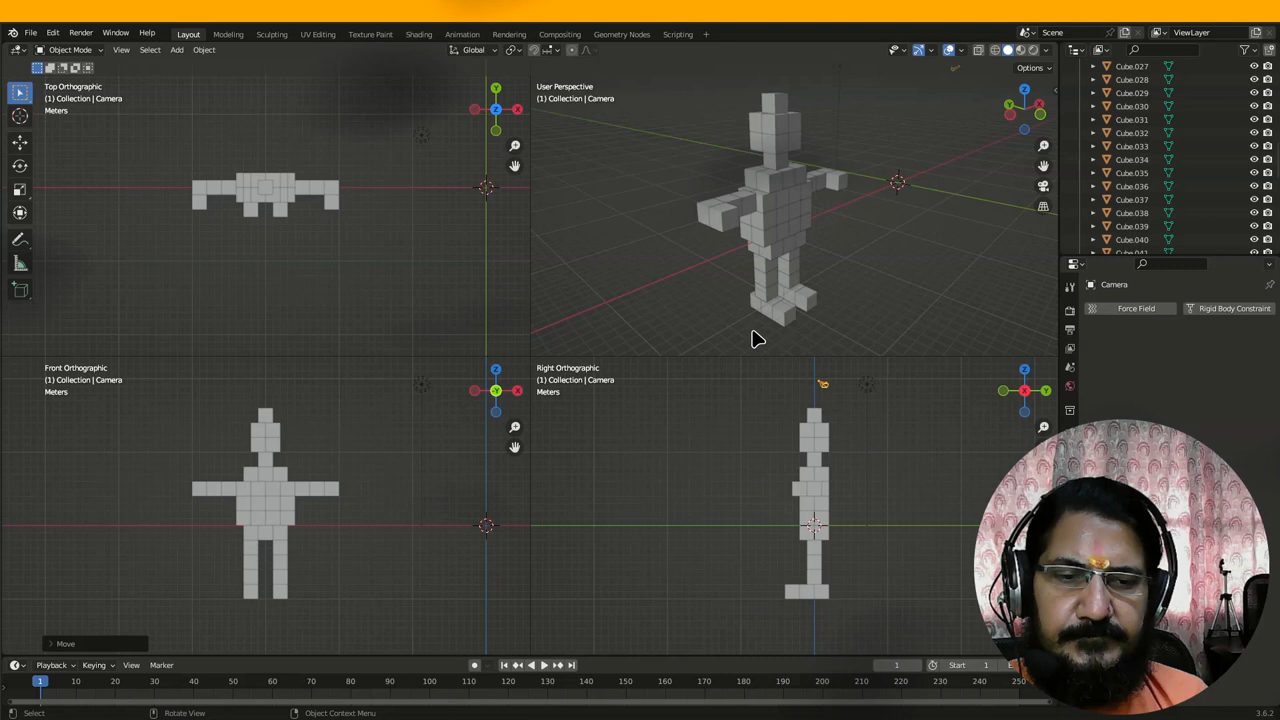 File Edit Render Window Help Layout Modeling Sculpting UV Editing Texture Paint Shading Animation Rendering Compositing Geometry Nodes Scripting Scene ViewLayer
Object Mode View Select Add Object Global
Options
Top Orthographic
(1) Collection | Camera
Meters
User Perspective
(1) Collection | Camera
Front Orthographic
(1) Collection | Camera
Meters
Right Orthographic
(1) Collection | Camera
Meters
Z
Y
X
Cube.027
Cube.028
Cube.029
Cube.030
Cube.031
Cube.032
Cube.033
Cube.034
Cube.035
Cube.036
Cube.037
Cube.038
Cube.039
Cube.040
Cube.041
Camera
Force Field Rigid Body Constraint
Move
Playback Keying View Marker 1 Start 1
1 10 20 30 40 50 60 70 80 90 100 110 120 130 140 150 160 170 180 190 200 210 220 230 240 250
Select Rotate View Object Context Menu 3.6.2